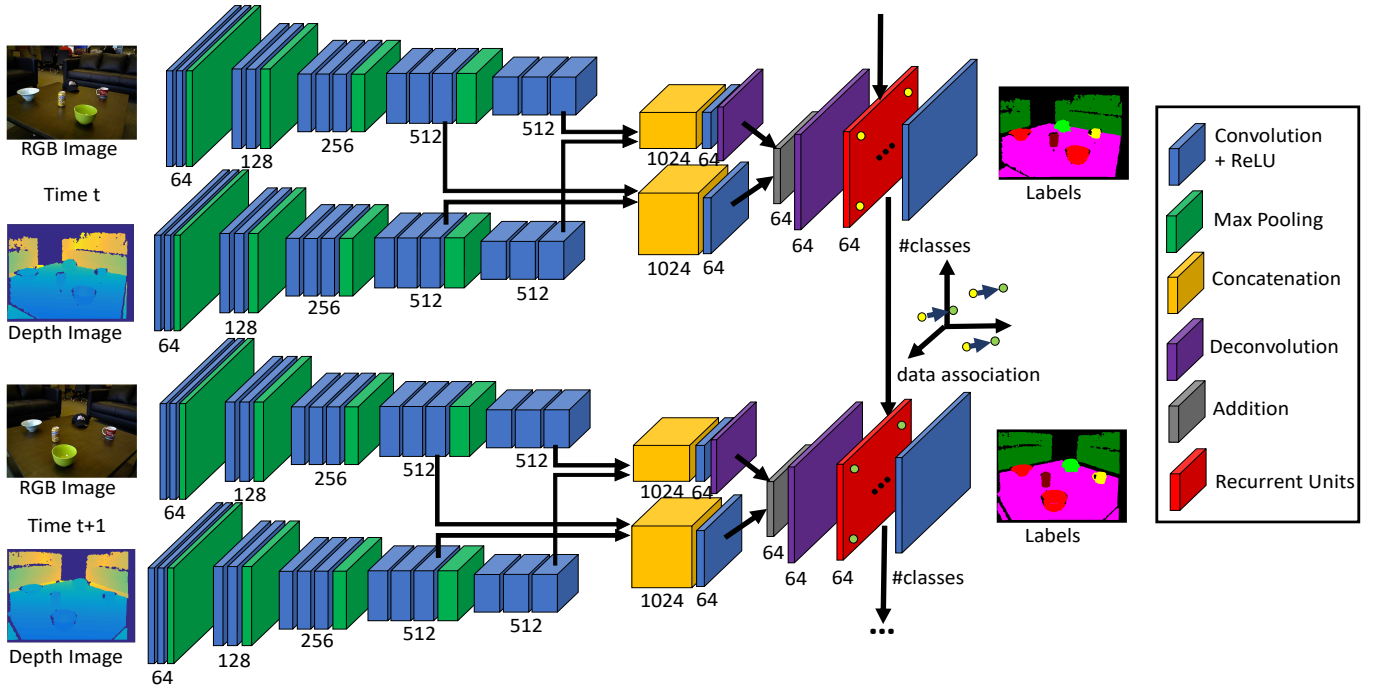 RGB Image
64
128
256
512
512
1024
64
Time t
Depth Image
64
128
256
512
512
1024
64
64
64
64
#classes
Labels
data association
RGB Image
64
128
256
512
512
1024
64
Time t+1
Depth Image
64
128
256
512
512
1024
64
64
64
64
#classes
Labels
Convolution
+ ReLU
Max Pooling
Concatenation
Deconvolution
Addition
Recurrent Units